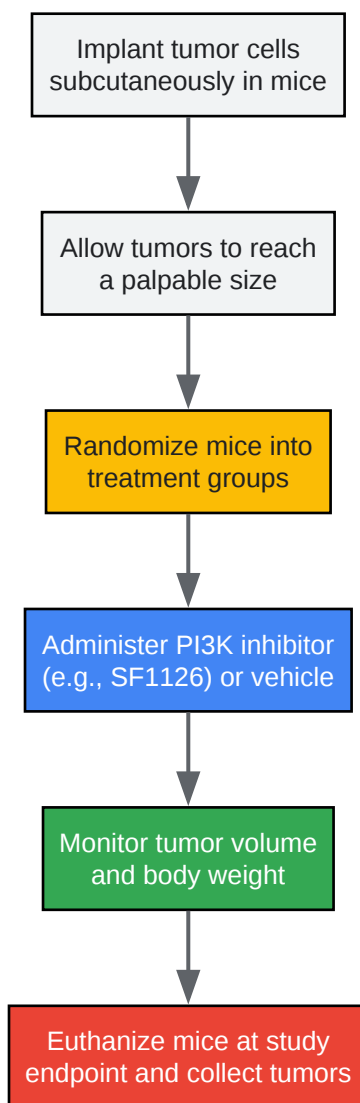 Implant tumor cells
subcutaneously in mice
Allow tumors to reach
a palpable size
Randomize mice into
treatment groups
Administer PI3K inhibitor
(e.g., SF1126) or vehicle
Monitor tumor volume
and body weight
Euthanize mice at study
endpoint and collect tumors